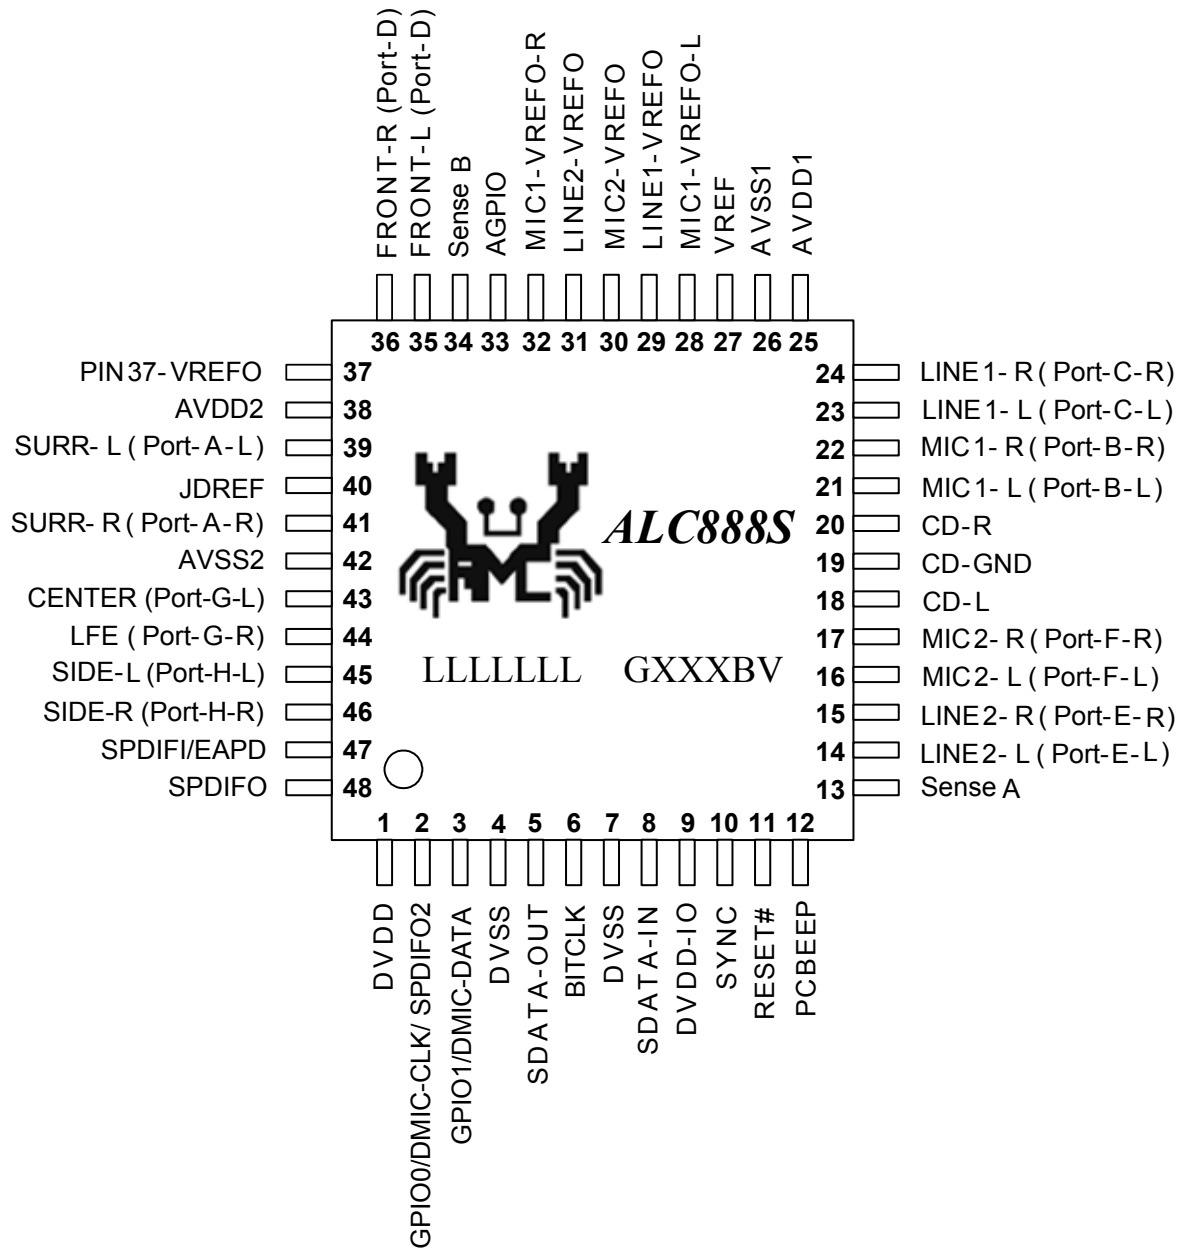 FRONT-R (Port-D)
FRONT-L (Port-D)
Sense B
AGPIO
MIC1-VREFO-R
LINE2-VREFO
MIC2-VREFO
LINE1-VREFO
MIC1-VREFO-L
VREF
AVSS1
AVDD1
36 35 34 33 32 31 30 29 28 27 26 25
PIN37-VREFO 37
AVDD2 38
SURR-L (Port-A-L) 39
JDREF 40
SURR-R (Port-A-R) 41
AVSS2 42
CENTER (Port-G-L) 43
LFE (Port-G-R) 44
SIDE-L (Port-H-L) 45
SIDE-R (Port-H-R) 46
SPDIFI/EAPD 47
SPDIFO 48
AMC
ALC888S
LLLLLLL GXXXBV
24 LINE1-R (Port-C-R)
23 LINE1-L (Port-C-L)
22 MIC1-R (Port-B-R)
21 MIC1-L (Port-B-L)
20 CD-R
19 CD-GND
18 CD-L
17 MIC2-R (Port-F-R)
16 MIC2-L (Port-F-L)
15 LINE2-R (Port-E-R)
14 LINE2-L (Port-E-L)
13 Sense A
1 2 3 4 5 6 7 8 9 10 11 12
DVDD
GPIO0/DMIC-CLK/ SPDIFO2
GPIO1/DMIC-DATA
DVSS
SDATA-OUT
BITCLK
DVSS
SDATA-IN
DVDD-IO
SYNC
RESET#
PCBEEP